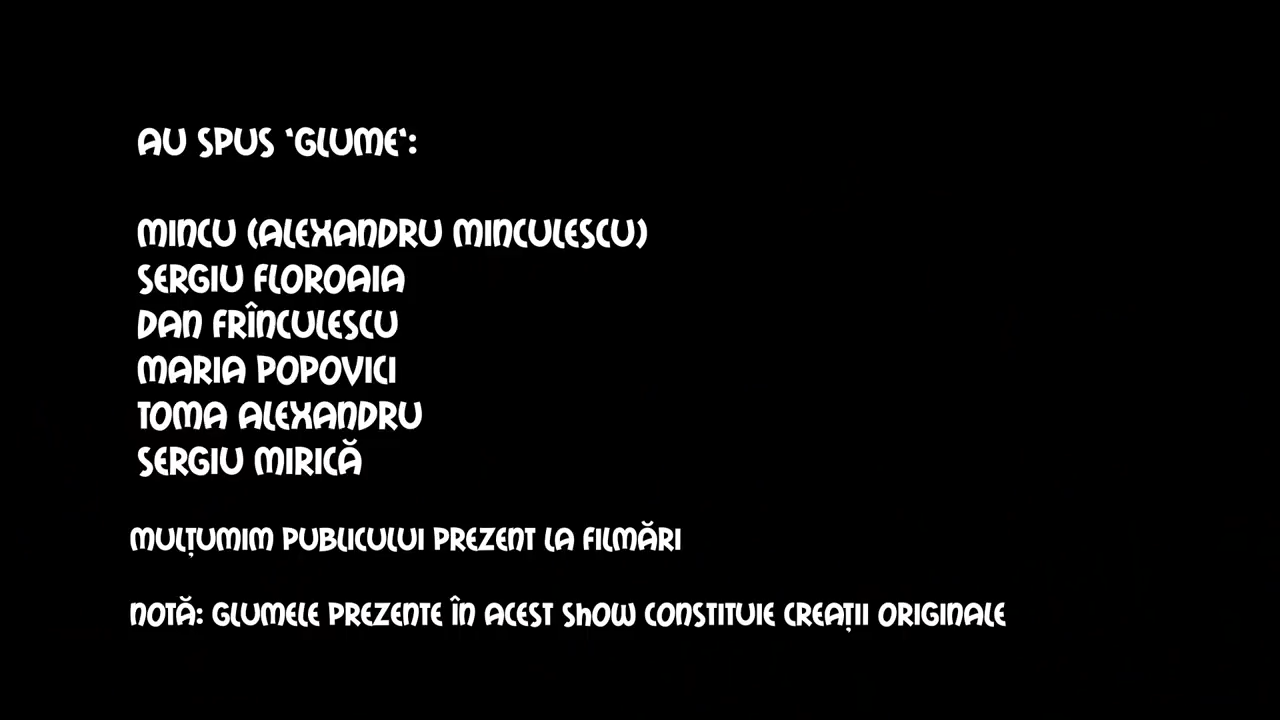 AU SPUS 'GLUME':
MINCU (ALEXANDRU MINCULESCU)
SERGIU FLOROAIA
DAN FRÎNCULESCU
MARIA POPOVICI
TOMA ALEXANDRU
SERGIU MIRICĂ
MULȚUMIM PUBLICULUI PREZENT LA FILMĂRI
NOTĂ: GLUMELE PREZENTE ÎN ACEST SHOW CONSTITUIE CREAȚII ORIGINALE